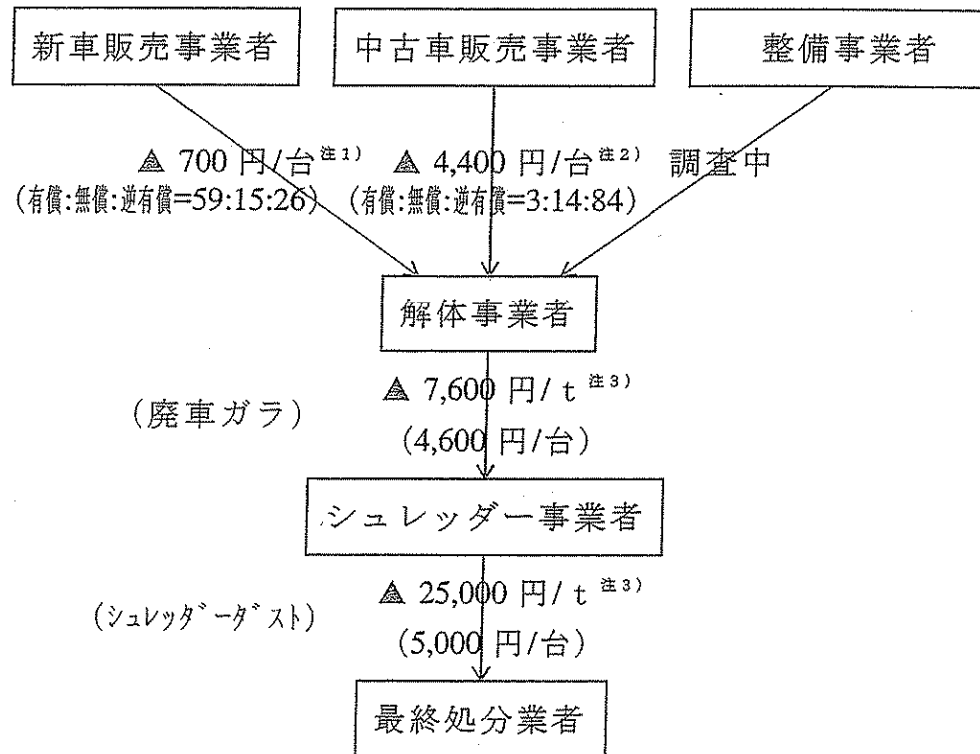 新車販売事業者
中古車販売事業者
整備事業者
▲ 700 円/台注1)
▲ 4,400 円/台注2)
調査中
(有償:無償:逆有償=59:15:26)
(有償:無償:逆有償=3:14:84)
解体事業者
(廃車ガラ)
▲ 7,600 円/ t 注3)
(4,600 円/台)
シュレッダー事業者
(シュレッダーダスト)
▲ 25,000 円/ t 注3)
(5,000 円/台)
最終処分業者